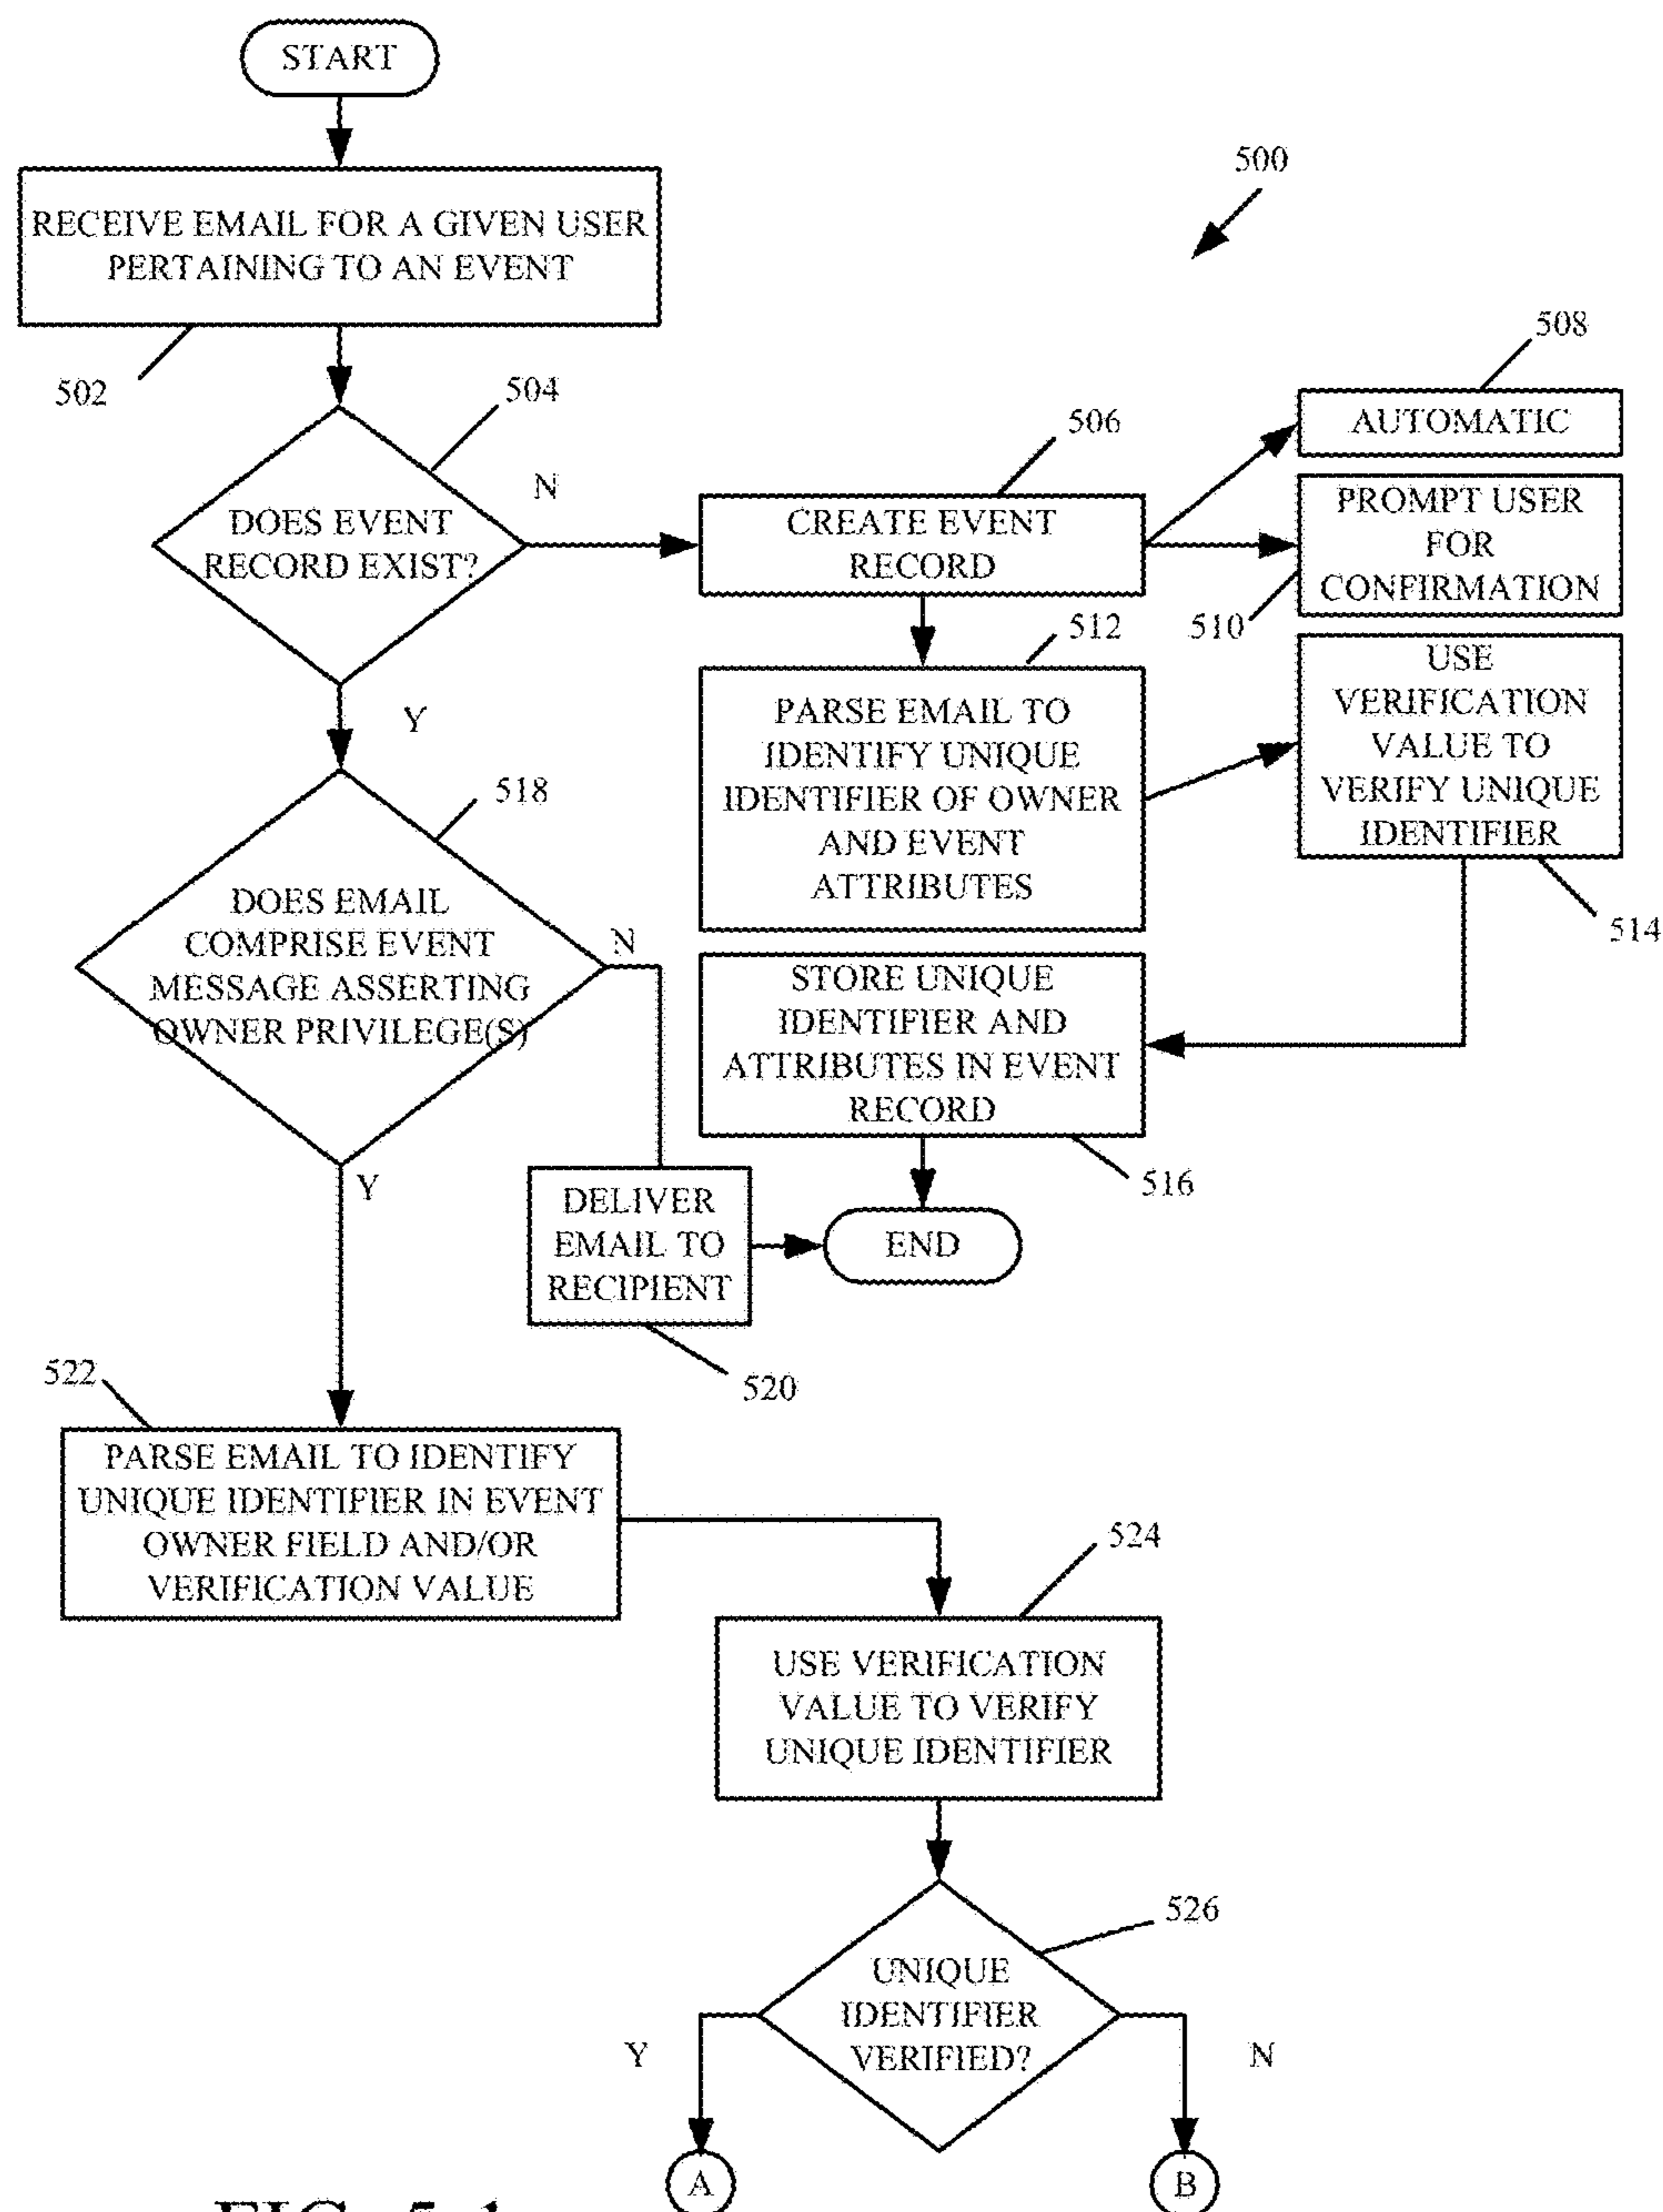 START
500
RECEIVE EMAIL FOR A GIVEN USER
PERTAINING TO AN EVENT
502
504
DOES EVENT
RECORD EXIST?
N
Y
506
CREATE EVENT
RECORD
508
AUTOMATIC
PROMPT USER
FOR
CONFIRMATION
510
512
PARSE EMAIL TO
IDENTIFY UNIQUE
IDENTIFIER OF OWNER
AND EVENT
ATTRIBUTES
USE
VERIFICATION
VALUE TO
VERIFY UNIQUE
IDENTIFIER
514
STORE UNIQUE
IDENTIFIER AND
ATTRIBUTES IN EVENT
RECORD
516
518
DOES EMAIL
COMPRISE EVENT
MESSAGE ASSERTING
OWNER PRIVILEGE(S)
N
Y
DELIVER
EMAIL TO
RECIPIENT
520
END
522
PARSE EMAIL TO IDENTIFY
UNIQUE IDENTIFIER IN EVENT
OWNER FIELD AND/OR
VERIFICATION VALUE
524
USE VERIFICATION
VALUE TO VERIFY
UNIQUE IDENTIFIER
526
UNIQUE
IDENTIFIER
VERIFIED?
Y
N
A
B